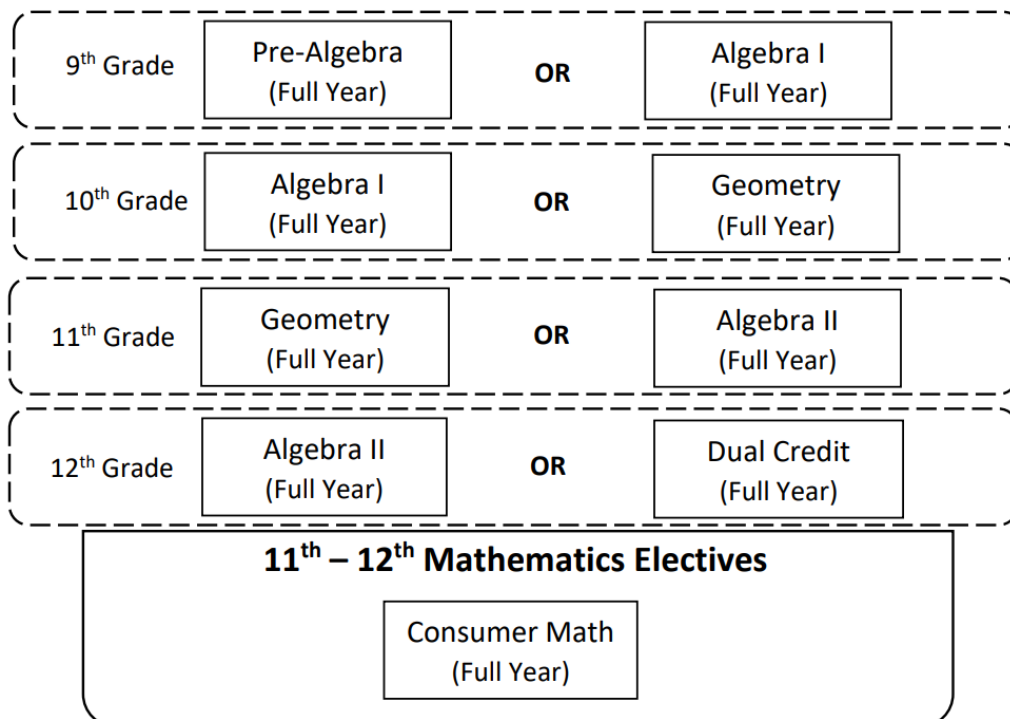 9th Grade
Pre-Algebra
(Full Year)
OR
Algebra I
(Full Year)
10th Grade
Algebra I
(Full Year)
OR
Geometry
(Full Year)
11th Grade
Geometry
(Full Year)
OR
Algebra II
(Full Year)
12th Grade
Algebra II
(Full Year)
OR
Dual Credit
(Full Year)
11th – 12th Mathematics Electives
Consumer Math
(Full Year)